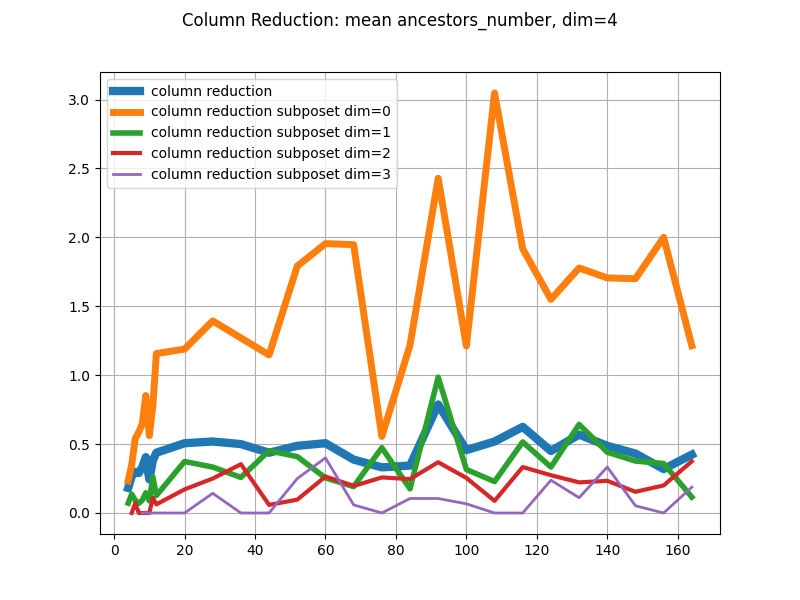 Column Reduction: mean ancestors_number, dim=4
column reduction
column reduction subposet dim=0
column reduction subposet dim=1
column reduction subposet dim=2
column reduction subposet dim=3
3.0
2.5
2.0
1.5
1.0
0.5
0.0
0 20 40 60 80 100 120 140 160